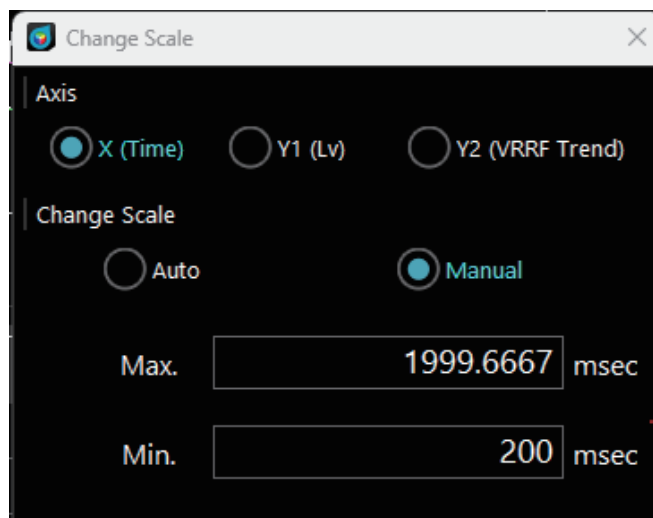 Change Scale
Axis
X (Time) Y1 (Lv) Y2 (VRRF Trend)
Change Scale
Auto Manual
Max. 1999.6667 msec
Min. 200 msec